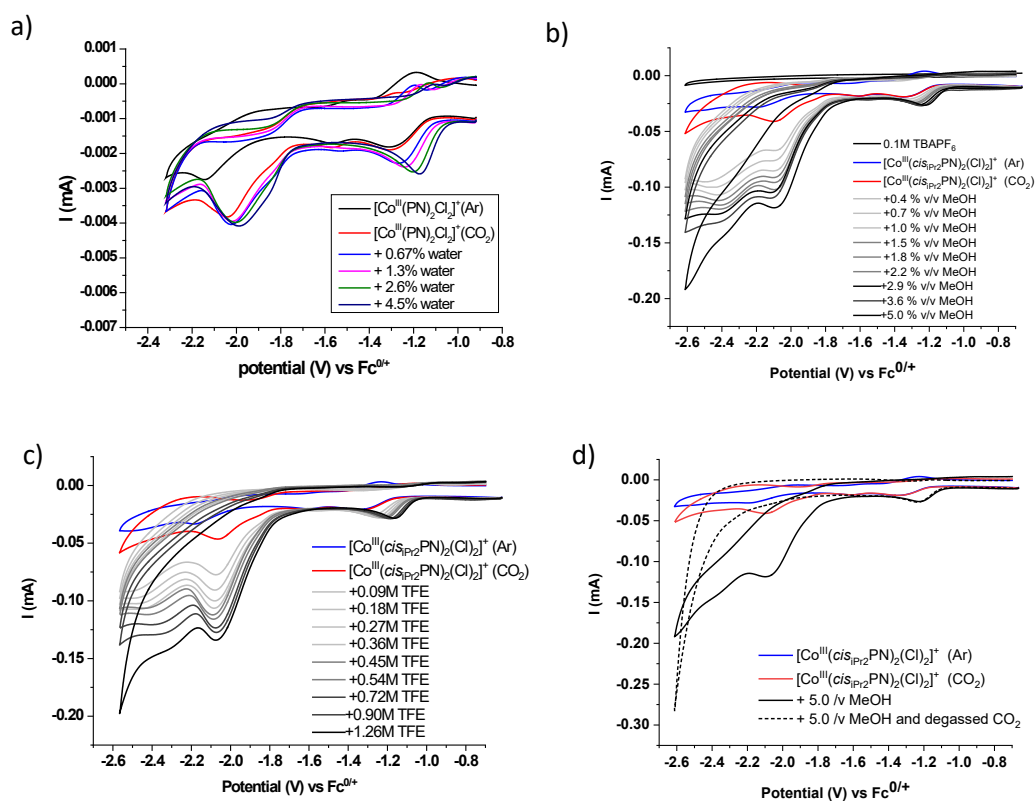 a)
0.001
0.000
-0.001
-0.002
-0.003
-0.004
-0.005
-0.006
-0.007
I (mA)
[Co^III(PN)₂Cl₂]⁺(Ar)
[Co^III(PN)₂Cl₂]⁺(CO₂)
+ 0.67% water
+ 1.3% water
+ 2.6% water
+ 4.5% water
-2.4 -2.2 -2.0 -1.8 -1.6 -1.4 -1.2 -1.0 -0.8
potential (V) vs Fc^0/+
b)
0.00
-0.05
-0.10
-0.15
-0.20
I (mA)
0.1M TBAPF₆
[Co^III(cis_iPr2PN)₂(Cl)₂]⁺ (Ar)
[Co^III(cis_iPr2PN)₂(Cl)₂]⁺ (CO₂)
+0.4 % v/v MeOH
+0.7 % v/v MeOH
+1.0 % v/v MeOH
+1.5 % v/v MeOH
+1.8 % v/v MeOH
+2.2 % v/v MeOH
+2.9 % v/v MeOH
+3.6 % v/v MeOH
+5.0 % v/v MeOH
-2.6 -2.4 -2.2 -2.0 -1.8 -1.6 -1.4 -1.2 -1.0 -0.8
Potential (V) vs Fc^0/+
c)
0.00
-0.05
-0.10
-0.15
-0.20
I (mA)
[Co^III(cis_iPr2PN)₂(Cl)₂]⁺ (Ar)
[Co^III(cis_iPr2PN)₂(Cl)₂]⁺ (CO₂)
+0.09M TFE
+0.18M TFE
+0.27M TFE
+0.36M TFE
+0.45M TFE
+0.54M TFE
+0.72M TFE
+0.90M TFE
+1.26M TFE
-2.6 -2.4 -2.2 -2.0 -1.8 -1.6 -1.4 -1.2 -1.0 -0.8
Potential (V) vs Fc^0/+
d)
0.00
-0.05
-0.10
-0.15
-0.20
-0.25
-0.30
I (mA)
[Co^III(cis_iPr2PN)₂(Cl)₂]⁺ (Ar)
[Co^III(cis_iPr2PN)₂(Cl)₂]⁺ (CO₂)
+ 5.0 /v MeOH
+ 5.0 /v MeOH and degassed CO₂
-2.6 -2.4 -2.2 -2.0 -1.8 -1.6 -1.4 -1.2 -1.0 -0.8
Potential (V) vs Fc^0/+